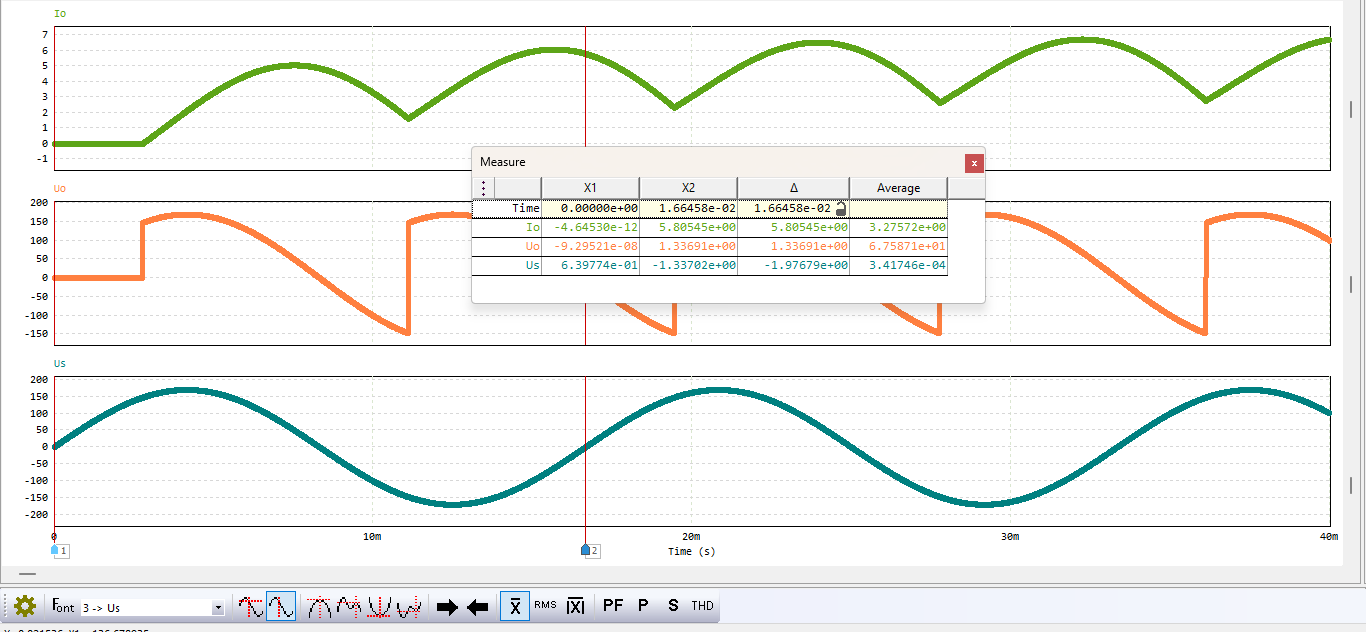 Io
7
6
5
4
3
2
1
0
-1
Uo
200
150
100
50
0
-50
-100
-150
Measure
x
X1 X2 Δ Average
Time 0.00000e+00 1.66458e-02 1.66458e-02
Io -4.64530e-12 5.80545e+00 5.80545e+00 3.27572e+00
Uo -9.29521e-08 1.33691e+00 1.33691e+00 6.75871e+01
Us 6.39774e-01 -1.33702e+00 -1.97679e+00 3.41746e-04
Us
200
150
100
50
0
-50
-100
-150
-200
0 10m 20m 30m 40m
1 2 Time (s)
Font 3 -> Us X RMS |X| PF P S THD